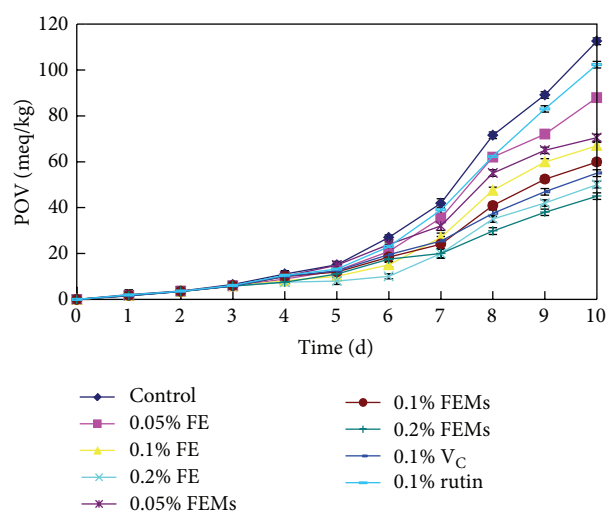 POV (meq/kg)
120
100
80
60
40
20
0
0 1 2 3 4 5 6 7 8 9 10
Time (d)
Control
0.05% FE
0.1% FE
0.2% FE
0.05% FEMs
0.1% FEMs
0.2% FEMs
0.1% V_C
0.1% rutin